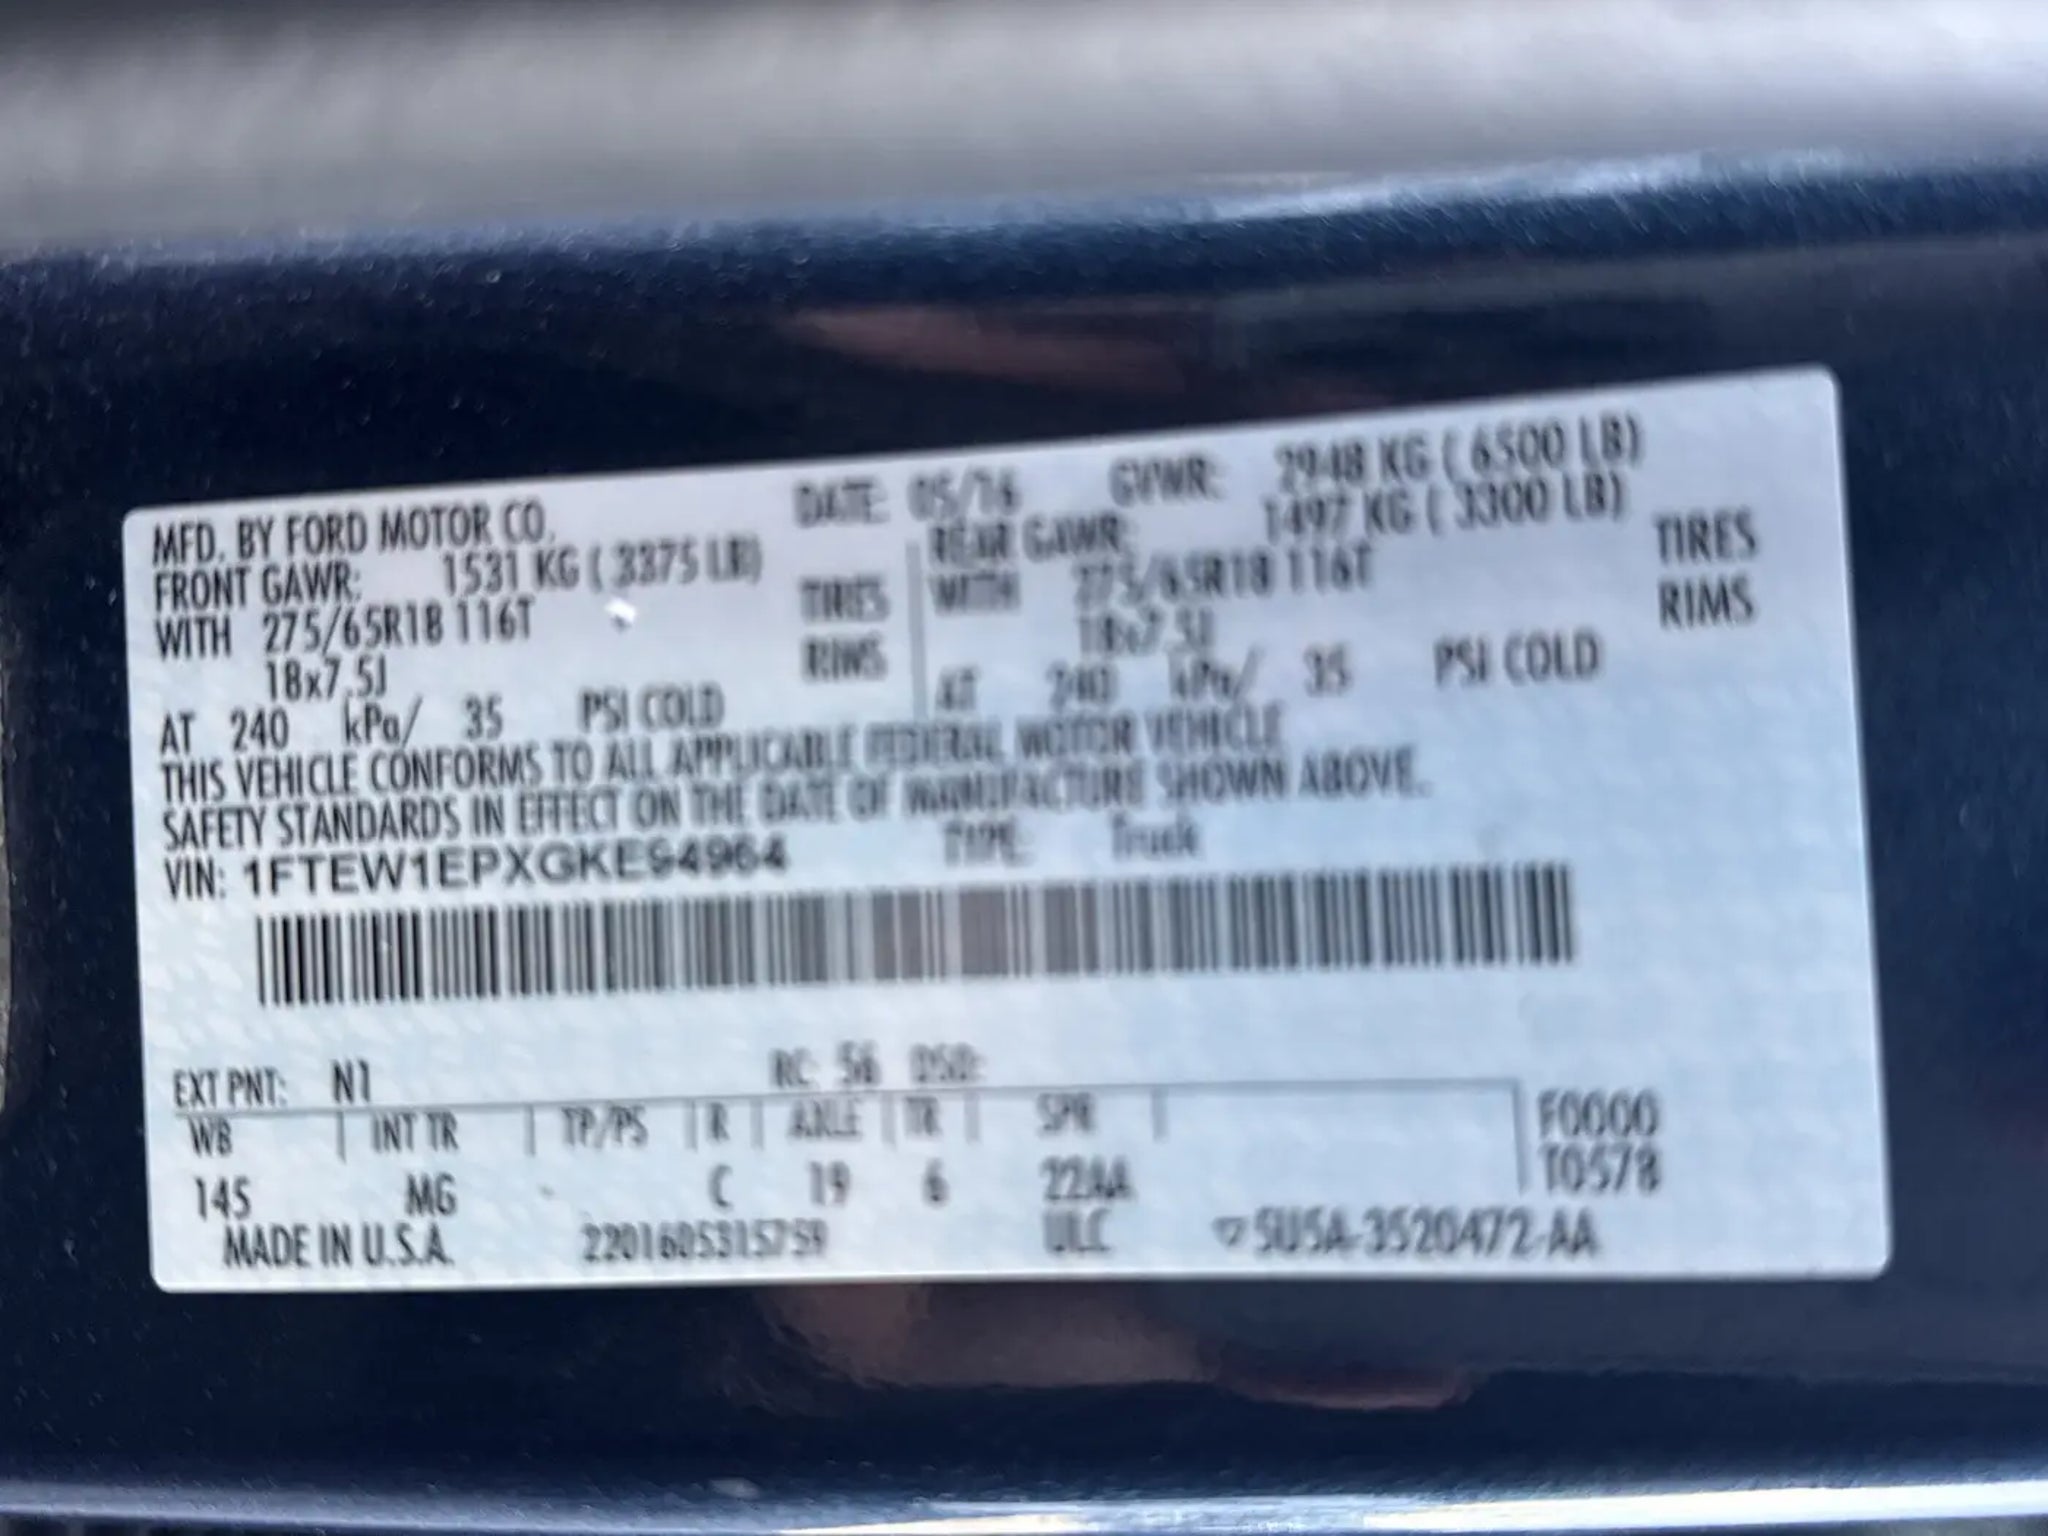 MFD. BY FORD MOTOR CO. DATE: 05/16 GVWR: 2948 KG ( 6500 LB)
FRONT GAWR: 1531 KG ( 3375 LB) REAR GAWR: 1497 KG ( 3300 LB)
WITH 275/65R18 116T TIRES WITH 275/65R18 116T TIRES
18x7.5J RIMS 18x7.5J RIMS
AT 240 kPa/ 35 PSI COLD AT 240 kPa/ 35 PSI COLD
THIS VEHICLE CONFORMS TO ALL APPLICABLE FEDERAL MOTOR VEHICLE
SAFETY STANDARDS IN EFFECT ON THE DATE OF MANUFACTURE SHOWN ABOVE.
VIN: 1FTEW1EPXGKE94964 TYPE: Truck
EXT PNT: N1 RC: 56 DSO:
WB | INT TR | TP/PS | R | AXLE | TR | SPR | F0000
145 MG - C 19 6 22AA T0578
MADE IN U.S.A. 2201605315759 ULC ▽5U5A-3520472-AA